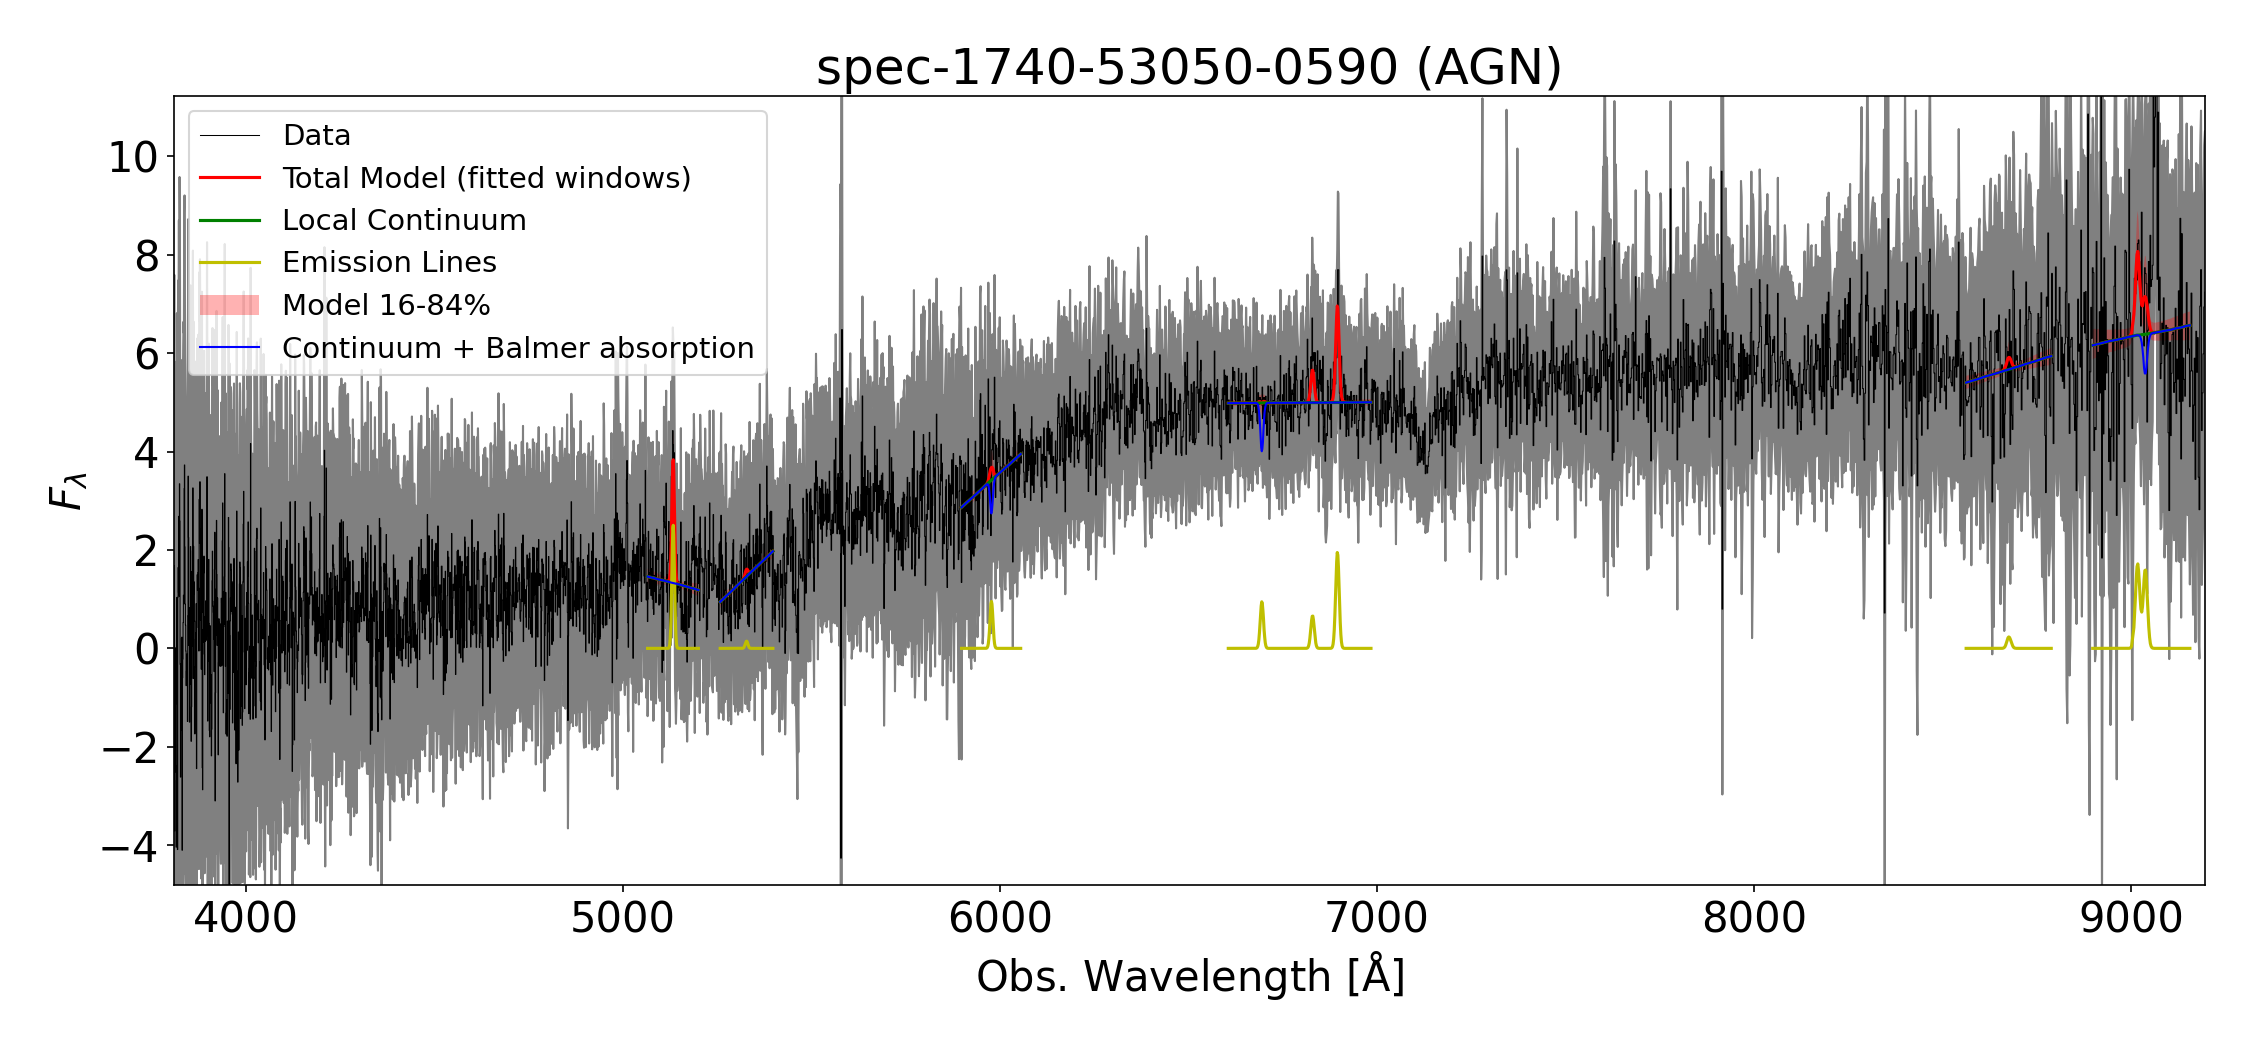 spec-1740-53050-0590 (AGN)
Data
Total Model (fitted windows)
Local Continuum
Emission Lines
Model 16-84%
Continuum + Balmer absorption
10
8
6
4
2
0
−2
−4
Fλ
4000 5000 6000 7000 8000 9000
Obs. Wavelength [Å]